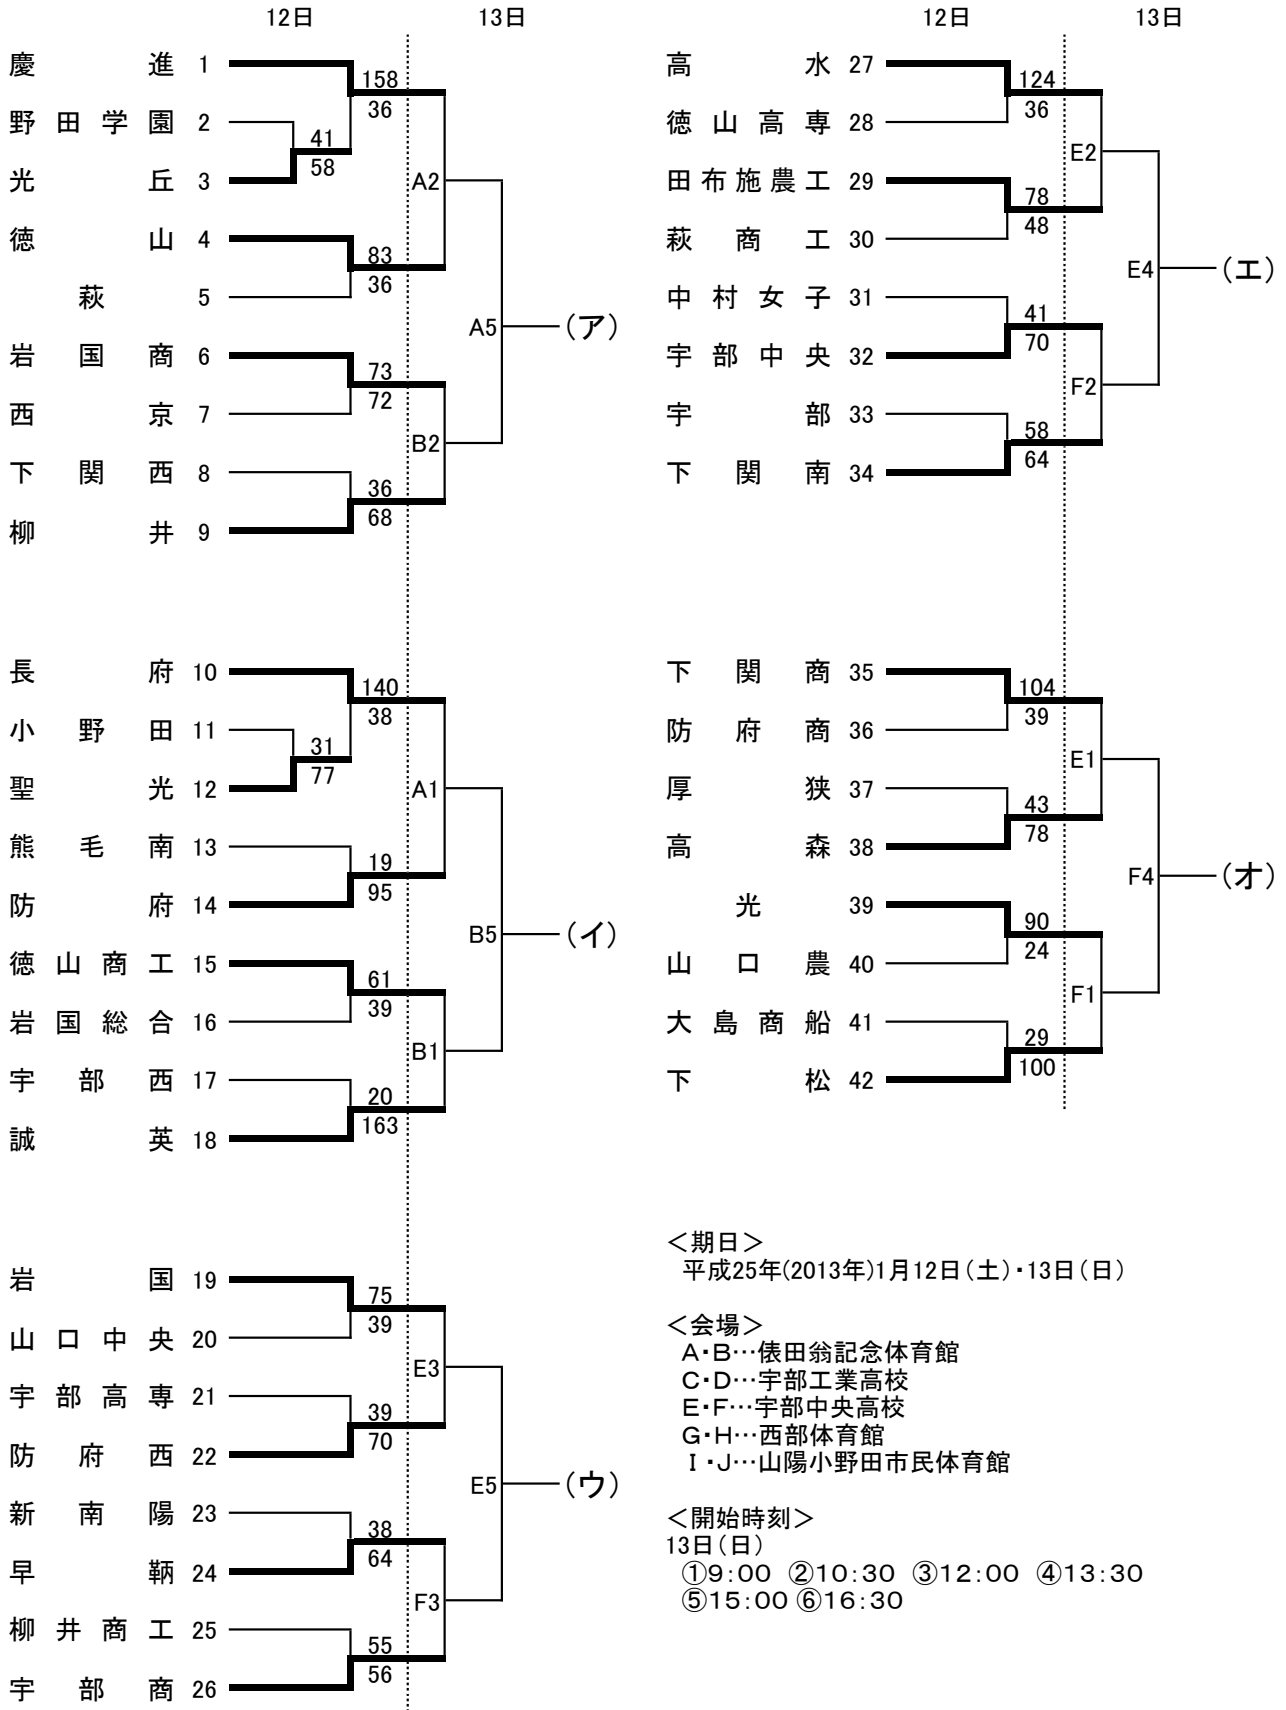 12日 13日
慶進 1
158
36
野田学園 2
41
58
光丘 3
A2
徳山 4
83
36
萩 5
A5 (ア)
岩国商 6
73
72
西京 7
B2
下関西 8
36
68
柳井 9
長府 10
140
38
小野田 11
31
77
聖光 12
A1
熊毛南 13
19
95
防府 14
B5 (イ)
徳山商工 15
61
39
岩国総合 16
B1
宇部西 17
20
163
誠英 18
岩国 19
75
39
山口中央 20
E3
宇部高専 21
39
70
防府西 22
E5 (ウ)
新南陽 23
38
64
早鞆 24
F3
柳井商工 25
55
56
宇部商 26
12日 13日
高水 27
124
36
徳山高専 28
E2
田布施農工 29
78
48
萩商工 30
E4 (エ)
中村女子 31
41
70
宇部中央 32
F2
宇部 33
58
64
下関南 34
下関商 35
104
39
防府商 36
E1
厚狭 37
43
78
高森 38
F4 (オ)
光 39
90
24
山口農 40
F1
大島商船 41
29
100
下松 42
＜期日＞
平成25年(2013年)1月12日(土)・13日(日)
＜会場＞
A・B…俵田翁記念体育館
C・D…宇部工業高校
E・F…宇部中央高校
G・H…西部体育館
I・J…山陽小野田市民体育館
＜開始時刻＞
13日(日)
①9:00 ②10:30 ③12:00 ④13:30
⑤15:00 ⑥16:30